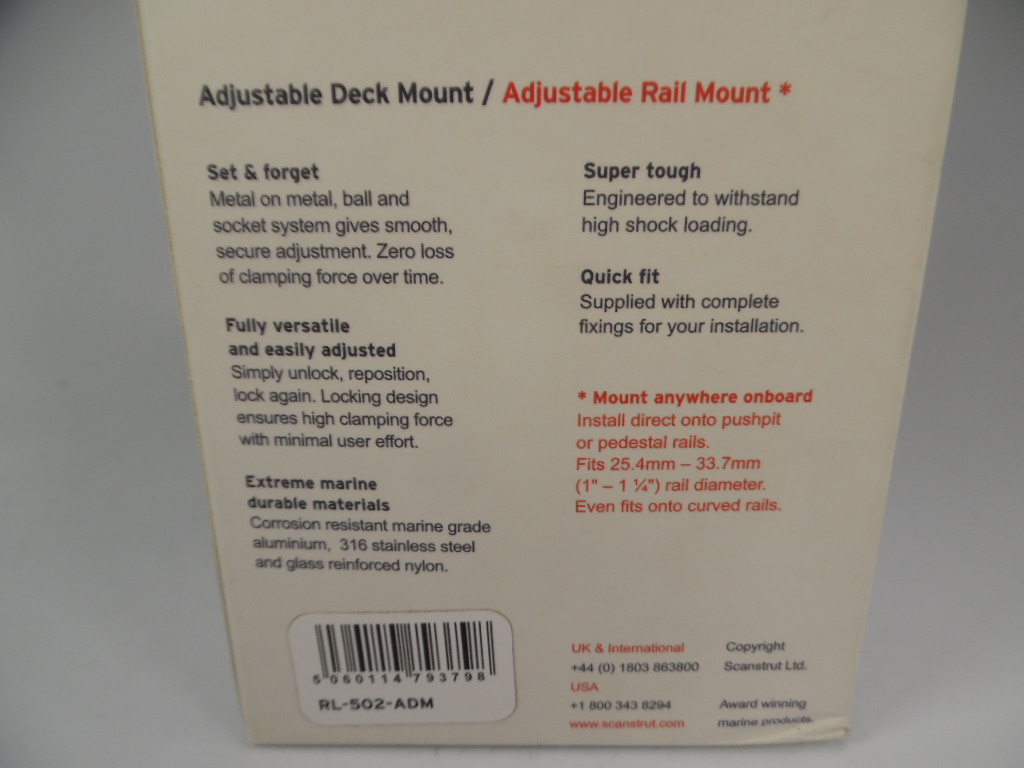 Adjustable Deck Mount / Adjustable Rail Mount *
Set & forget
Metal on metal, ball and
socket system gives smooth,
secure adjustment. Zero loss
of clamping force over time.
Fully versatile
and easily adjusted
Simply unlock, reposition,
lock again. Locking design
ensures high clamping force
with minimal user effort.
Extreme marine
durable materials
Corrosion resistant marine grade
aluminium, 316 stainless steel
and glass reinforced nylon.
Super tough
Engineered to withstand
high shock loading.
Quick fit
Supplied with complete
fixings for your installation.
* Mount anywhere onboard
Install direct onto pushpit
or pedestal rails.
Fits 25.4mm – 33.7mm
(1" – 1 ¼") rail diameter.
Even fits onto curved rails.
5 060114 793798
RL-502-ADM
UK & International
+44 (0) 1803 863800
USA
+1 800 343 8294
www.scanstrut.com
Copyright
Scanstrut Ltd.
Award winning
marine products.